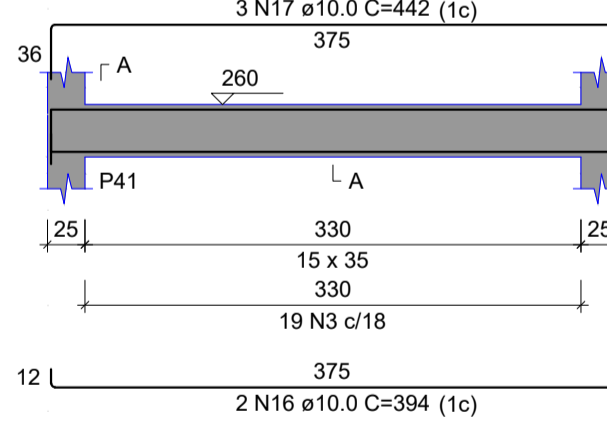 3 N17 ø10.0 C=442 (1c)
375
36
A
260
P41
A
25
330
25
15 x 35
330
19 N3 c/18
12
375
2 N16 ø10.0 C=394 (1c)